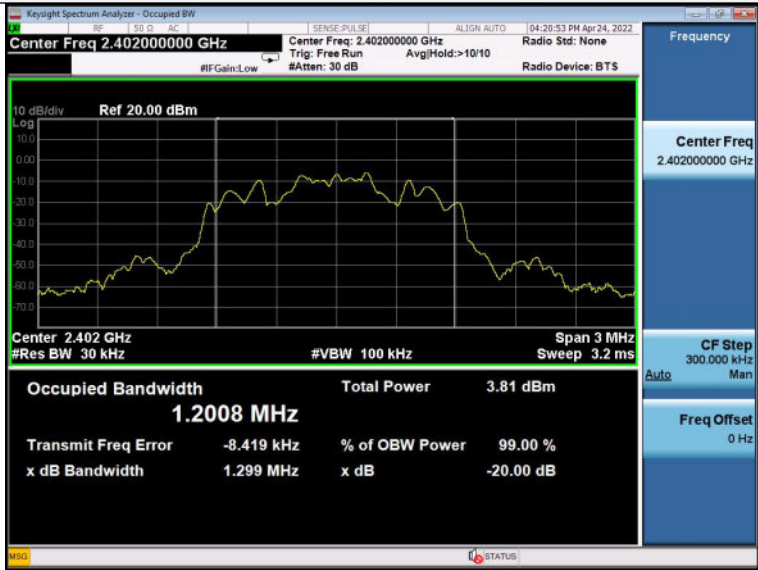 Keysight Spectrum Analyzer - Occupied BW
RF 50 Ω AC SENSE:PULSE ALIGN AUTO 04:20:53 PM Apr 24, 2022
Center Freq 2.402000000 GHz
Center Freq: 2.402000000 GHz
Radio Std: None
Trig: Free Run Avg|Hold:>10/10
#IFGain:Low
#Atten: 30 dB
Radio Device: BTS
10 dB/div Ref 20.00 dBm
Log
10.0
0.00
-10.0
-20.0
-30.0
-40.0
-50.0
-60.0
-70.0
Center 2.402 GHz Span 3 MHz
#Res BW 30 kHz #VBW 100 kHz Sweep 3.2 ms
Occupied Bandwidth Total Power 3.81 dBm
1.2008 MHz
Transmit Freq Error -8.419 kHz % of OBW Power 99.00 %
x dB Bandwidth 1.299 MHz x dB -20.00 dB
MSG STATUS
Frequency
Center Freq
2.402000000 GHz
CF Step
300.000 kHz
Auto Man
Freq Offset
0 Hz